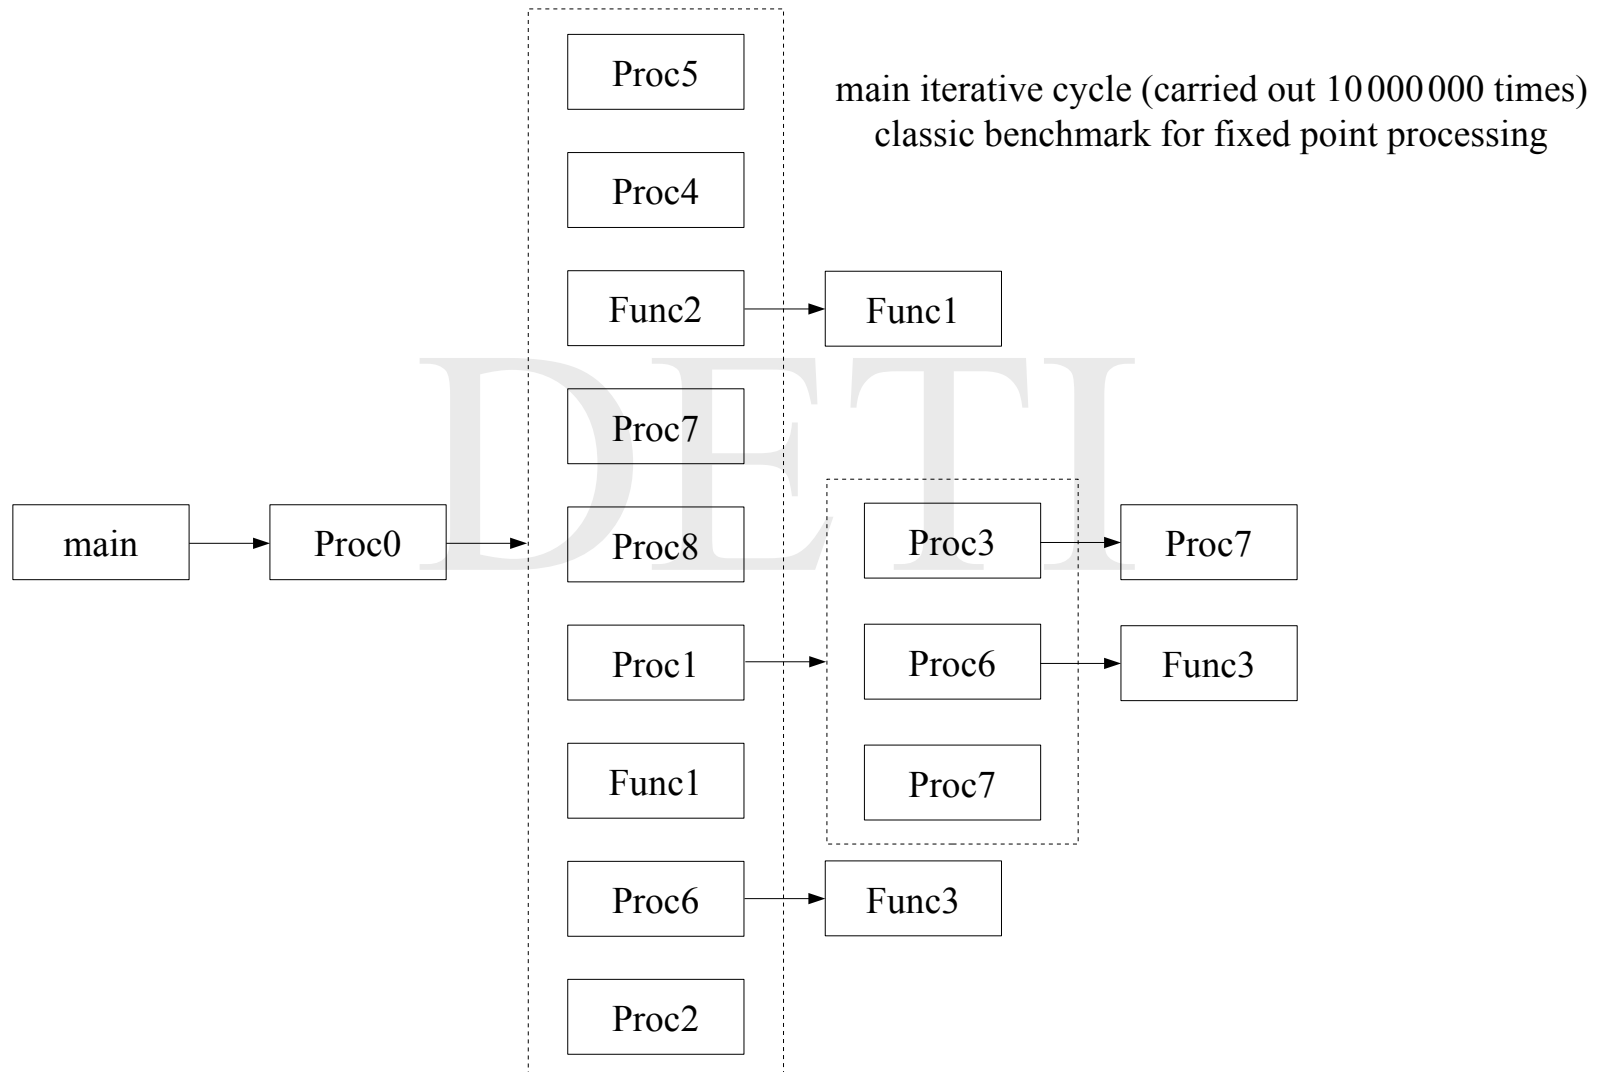 Proc5
main iterative cycle (carried out 10 000 000 times)
classic benchmark for fixed point processing
Proc4
Func2
Func1
DETI
Proc7
main
Proc0
Proc8
Proc3
Proc7
Proc1
Proc6
Func3
Func1
Proc7
Proc6
Func3
Proc2